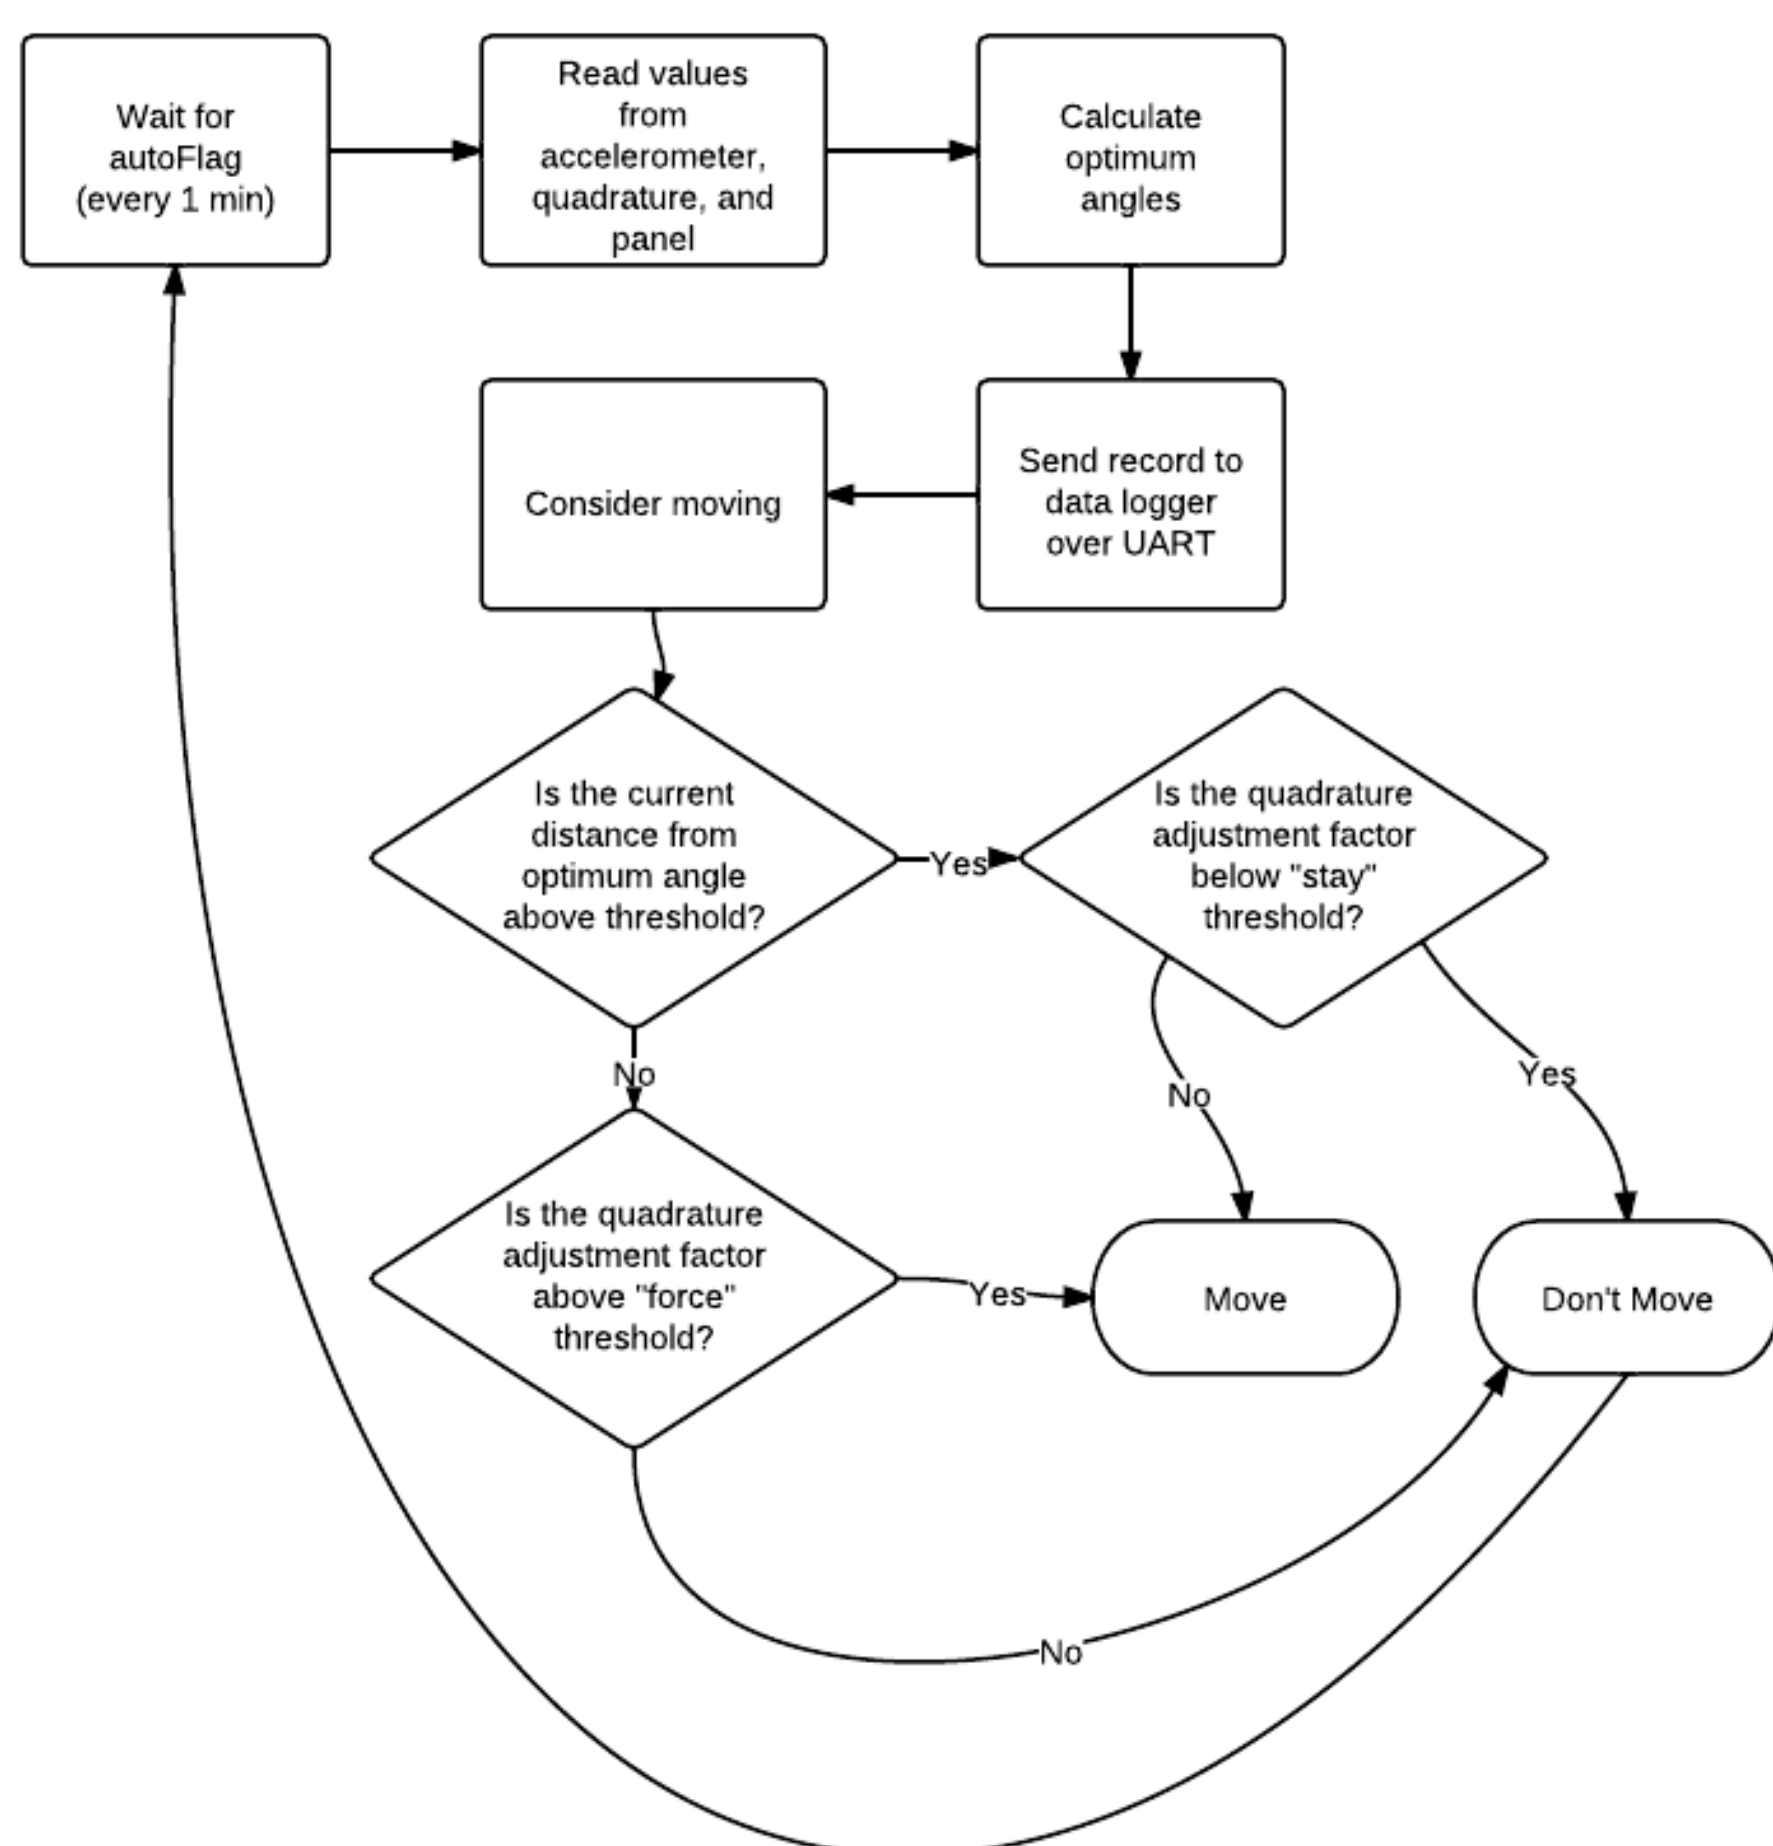 Wait for
autoFlag
(every 1 min)
Read values
from
accelerometer,
quadrature, and
panel
Calculate
optimum
angles
Consider moving
Send record to
data logger
over UART
Is the current
distance from
optimum angle
above threshold?
Yes
Is the quadrature
adjustment factor
below "stay"
threshold?
No
No
Yes
Is the quadrature
adjustment factor
above "force"
threshold?
Yes
Move
Don't Move
No